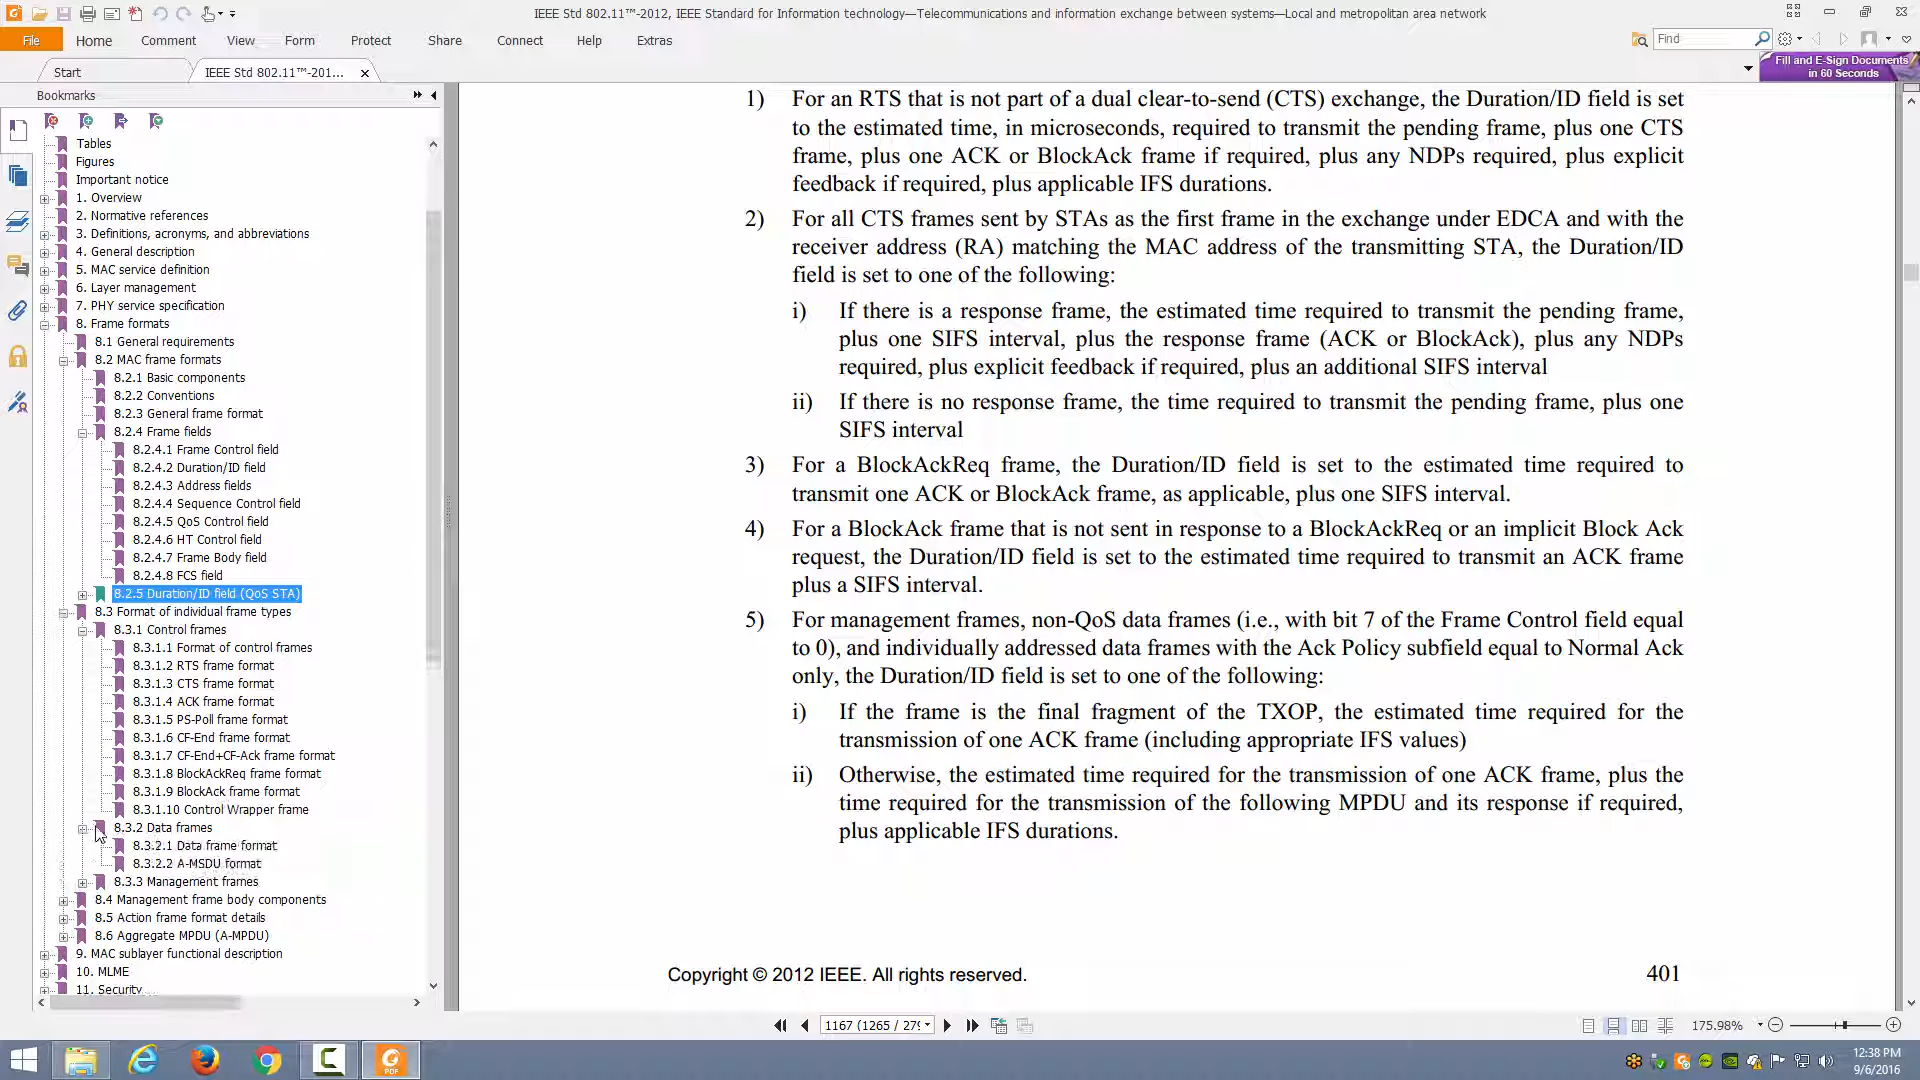 IEEE Std 802.11™-2012, IEEE Standard for Information technology—Telecommunications and information exchange between systems—Local and metropolitan area network
File Home Comment View Form Protect Share Connect Help Extras
Find
Start
IEEE Std 802.11™-201...
Fill and E-Sign Documents
in 60 Seconds
Bookmarks
Tables
Figures
Important notice
1. Overview
2. Normative references
3. Definitions, acronyms, and abbreviations
4. General description
5. MAC service definition
6. Layer management
7. PHY service specification
8. Frame formats
8.1 General requirements
8.2 MAC frame formats
8.2.1 Basic components
8.2.2 Conventions
8.2.3 General frame format
8.2.4 Frame fields
8.2.4.1 Frame Control field
8.2.4.2 Duration/ID field
8.2.4.3 Address fields
8.2.4.4 Sequence Control field
8.2.4.5 QoS Control field
8.2.4.6 HT Control field
8.2.4.7 Frame Body field
8.2.4.8 FCS field
8.2.5 Duration/ID field (QoS STA)
8.3 Format of individual frame types
8.3.1 Control frames
8.3.1.1 Format of control frames
8.3.1.2 RTS frame format
8.3.1.3 CTS frame format
8.3.1.4 ACK frame format
8.3.1.5 PS-Poll frame format
8.3.1.6 CF-End frame format
8.3.1.7 CF-End+CF-Ack frame format
8.3.1.8 BlockAckReq frame format
8.3.1.9 BlockAck frame format
8.3.1.10 Control Wrapper frame
8.3.2 Data frames
8.3.2.1 Data frame format
8.3.2.2 A-MSDU format
8.3.3 Management frames
8.4 Management frame body components
8.5 Action frame format details
8.6 Aggregate MPDU (A-MPDU)
9. MAC sublayer functional description
10. MLME
11. Security
1) For an RTS that is not part of a dual clear-to-send (CTS) exchange, the Duration/ID field is set
to the estimated time, in microseconds, required to transmit the pending frame, plus one CTS
frame, plus one ACK or BlockAck frame if required, plus any NDPs required, plus explicit
feedback if required, plus applicable IFS durations.
2) For all CTS frames sent by STAs as the first frame in the exchange under EDCA and with the
receiver address (RA) matching the MAC address of the transmitting STA, the Duration/ID
field is set to one of the following:
i) If there is a response frame, the estimated time required to transmit the pending frame,
plus one SIFS interval, plus the response frame (ACK or BlockAck), plus any NDPs
required, plus explicit feedback if required, plus an additional SIFS interval
ii) If there is no response frame, the time required to transmit the pending frame, plus one
SIFS interval
3) For a BlockAckReq frame, the Duration/ID field is set to the estimated time required to
transmit one ACK or BlockAck frame, as applicable, plus one SIFS interval.
4) For a BlockAck frame that is not sent in response to a BlockAckReq or an implicit Block Ack
request, the Duration/ID field is set to the estimated time required to transmit an ACK frame
plus a SIFS interval.
5) For management frames, non-QoS data frames (i.e., with bit 7 of the Frame Control field equal
to 0), and individually addressed data frames with the Ack Policy subfield equal to Normal Ack
only, the Duration/ID field is set to one of the following:
i) If the frame is the final fragment of the TXOP, the estimated time required for the
transmission of one ACK frame (including appropriate IFS values)
ii) Otherwise, the estimated time required for the transmission of one ACK frame, plus the
time required for the transmission of the following MPDU and its response if required,
plus applicable IFS durations.
Copyright © 2012 IEEE. All rights reserved. 401
1167 (1265 / 279
175.98%
PDF
12:38 PM
9/6/2016